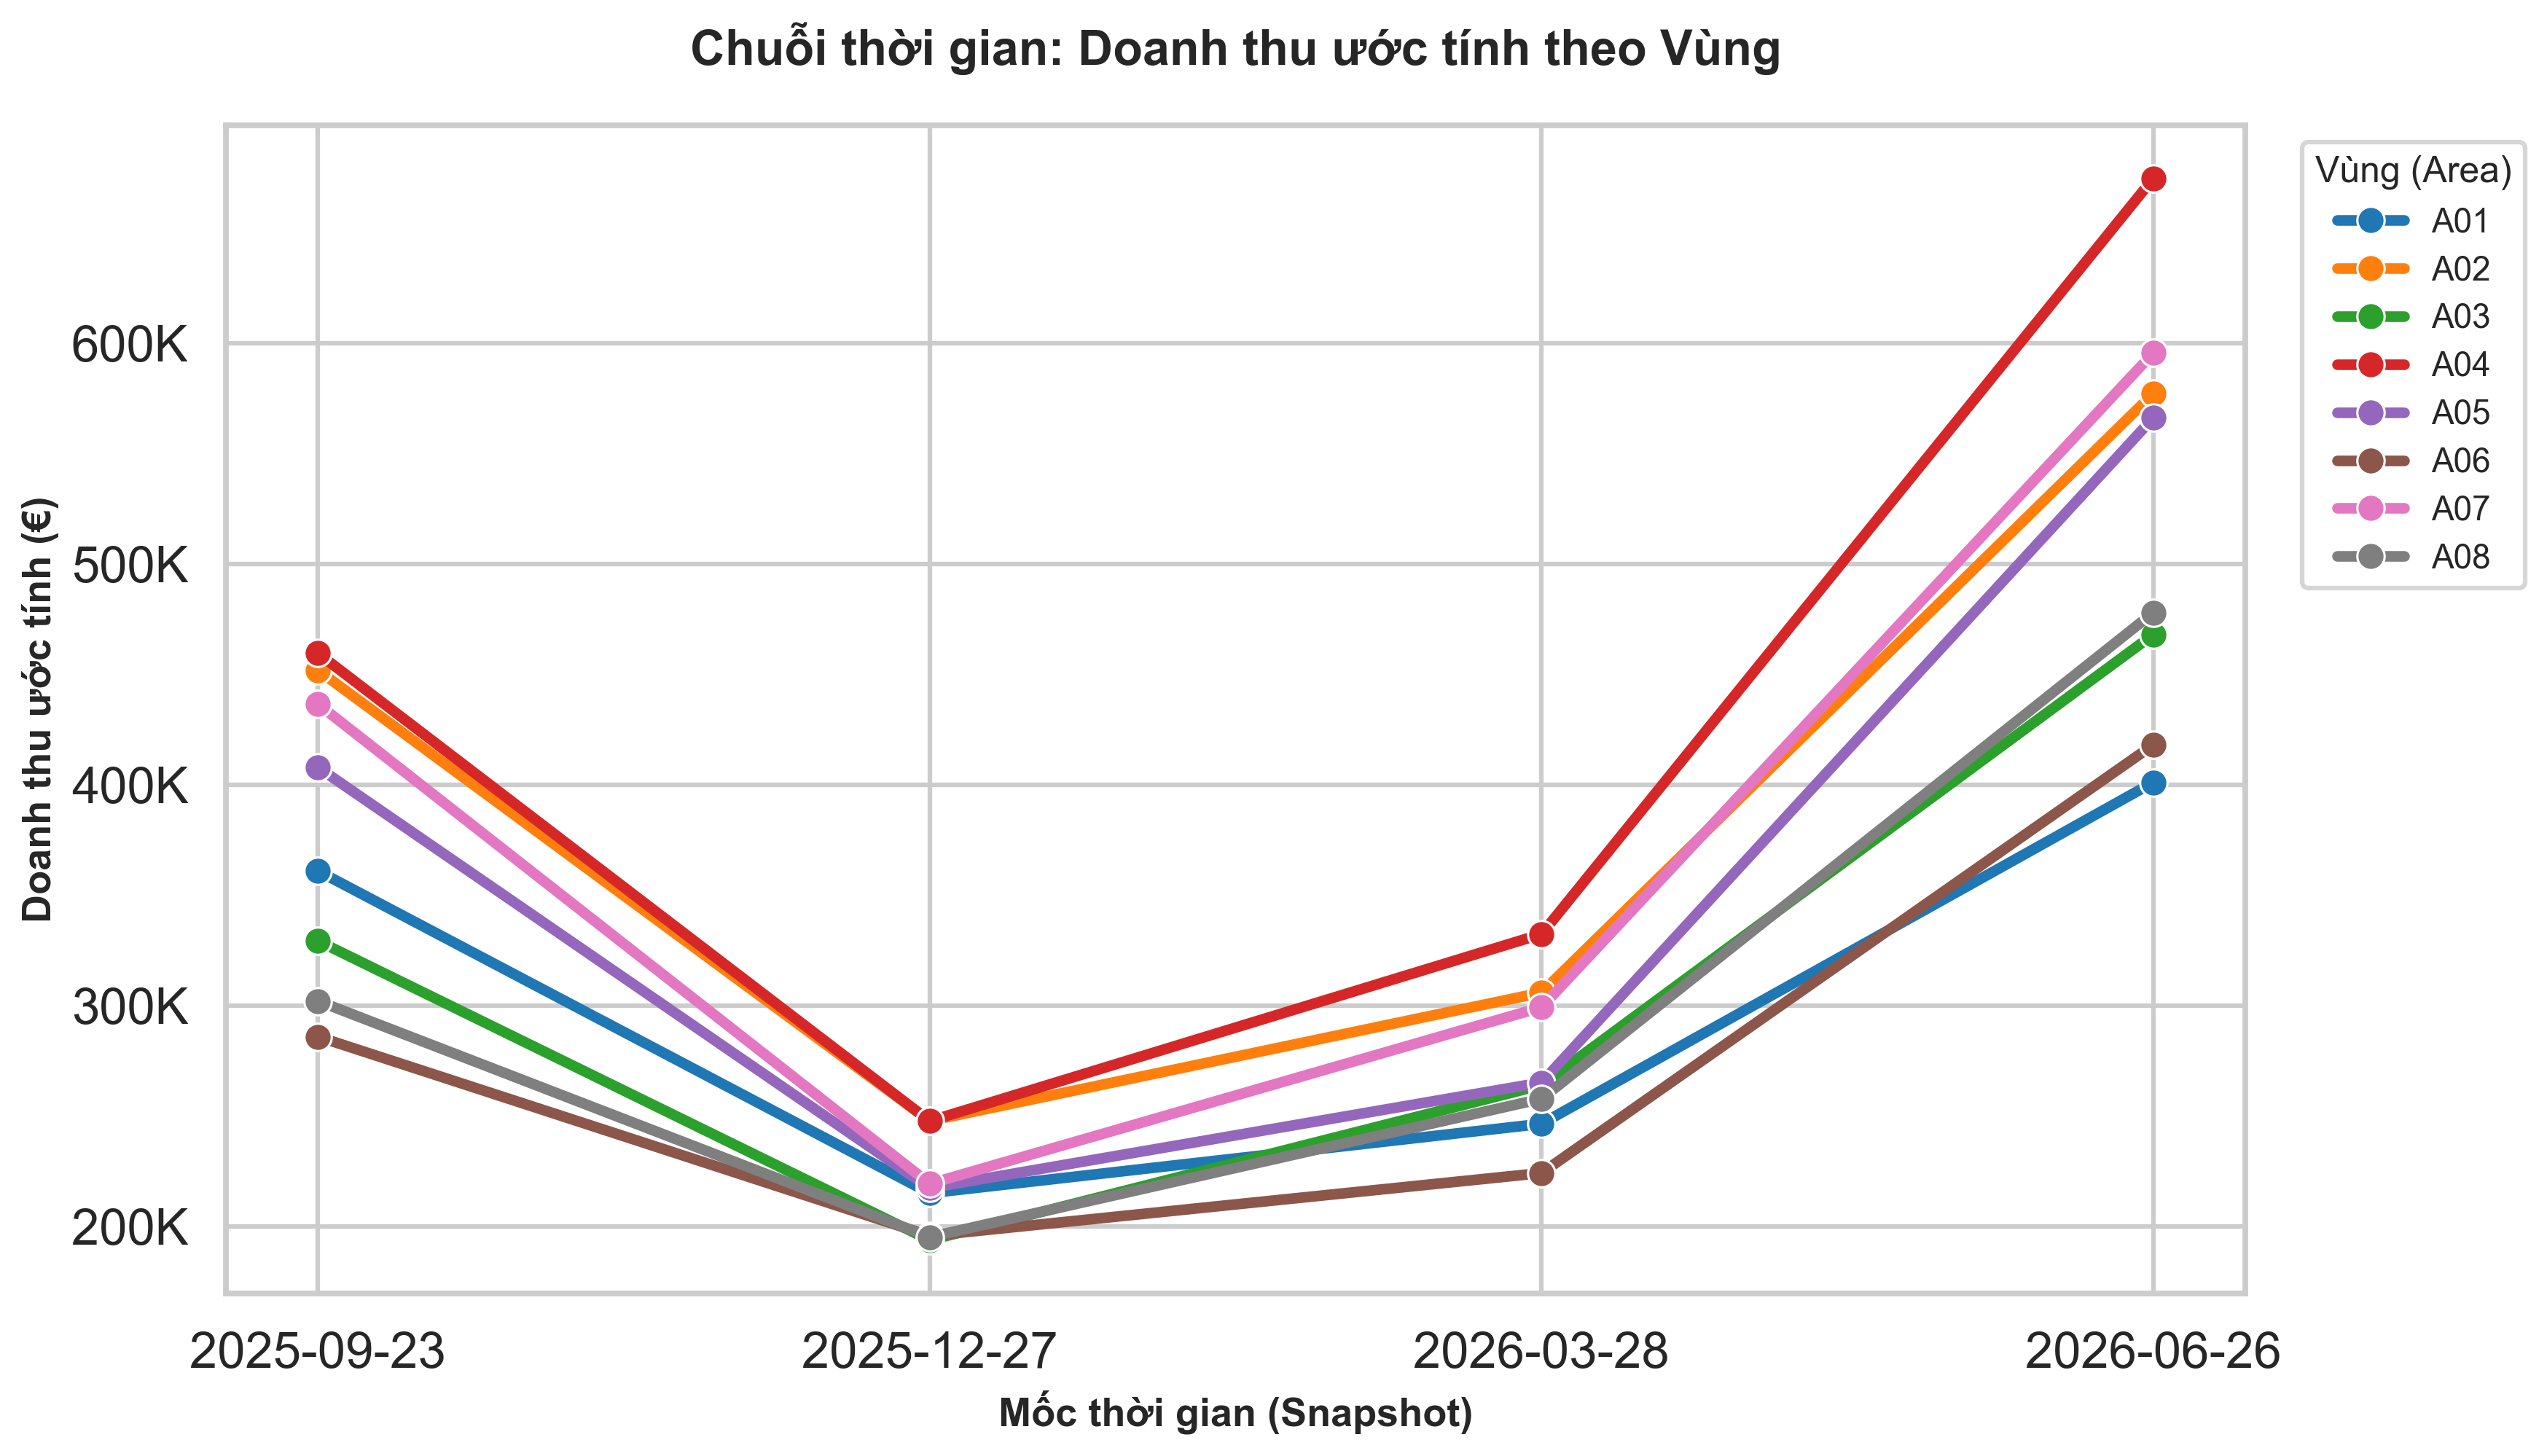 Chuỗi thời gian: Doanh thu ước tính theo Vùng
Doanh thu ước tính (€)
600K
500K
400K
300K
200K
2025-09-23
2025-12-27
2026-03-28
2026-06-26
Mốc thời gian (Snapshot)
Vùng (Area)
A01
A02
A03
A04
A05
A06
A07
A08